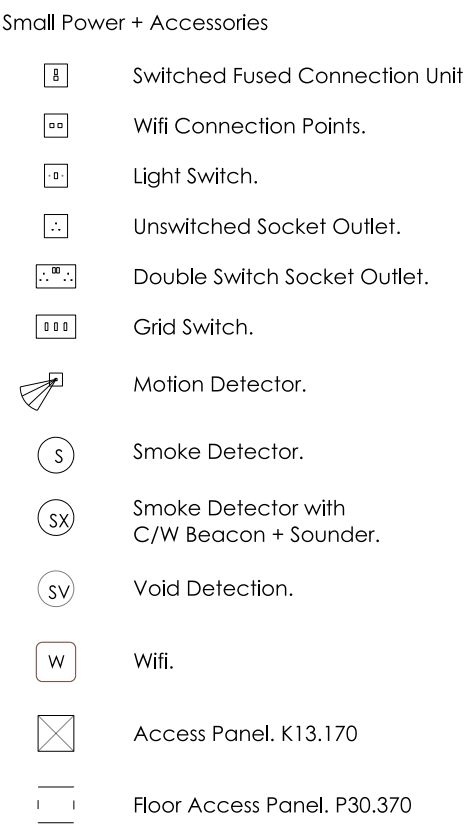 Small Power + Accessories
Switched Fused Connection Unit
Wifi Connection Points.
Light Switch.
Unswitched Socket Outlet.
Double Switch Socket Outlet.
Grid Switch.
Motion Detector.
S Smoke Detector.
Smoke Detector with
SX
C/W Beacon + Sounder.
SV Void Detection.
W Wifi.
Access Panel. K13.170
Floor Access Panel. P30.370